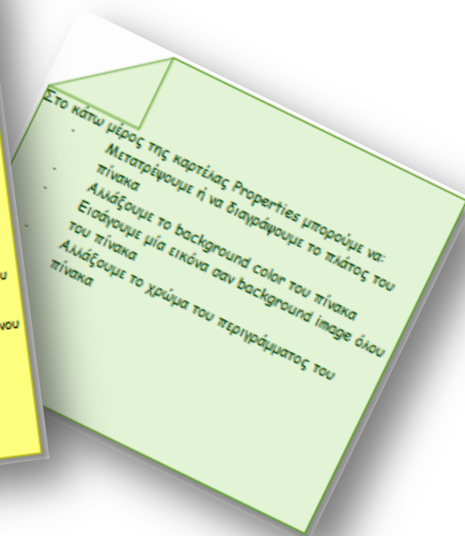 Στο κάτω μέρος της καρτέλας Properties μπορούμε να:
- Μετατρέψουμε ή να διαγράψουμε το πλάτος του
πίνακα
- Αλλάξουμε το background color του πίνακα
- Εισάγουμε μία εικόνα σαν background image όλου
του πίνακα
- Αλλάξουμε το χρώμα του περιγράμματος του
πίνακα